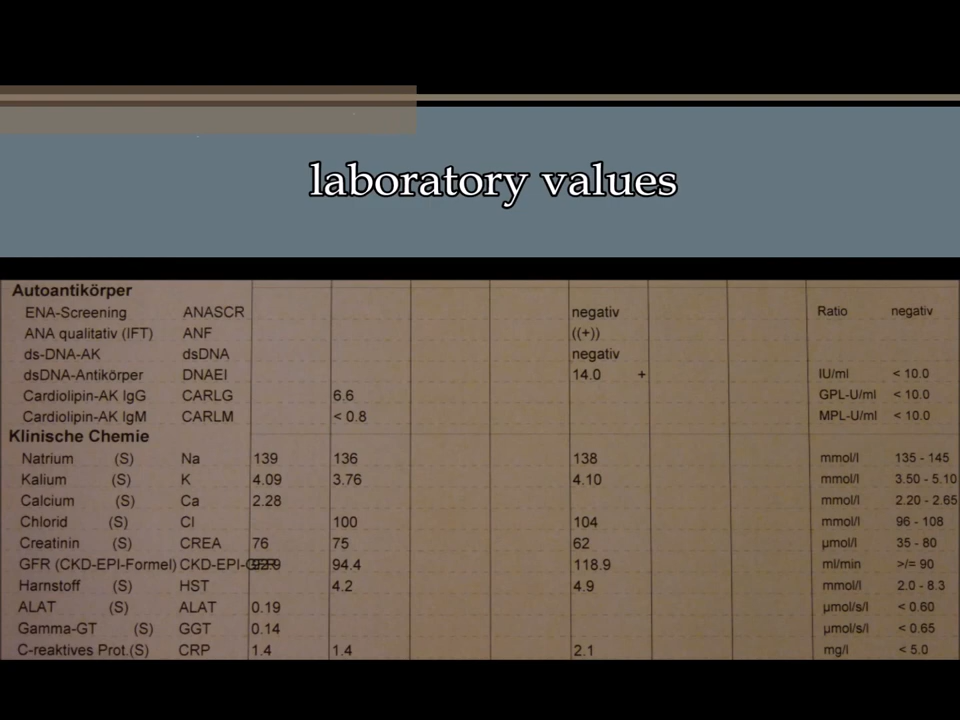 laboratory values
Autoantikörper
ENA-Screening ANASCR negativ Ratio negativ
ANA qualitativ (IFT) ANF ((+))
ds-DNA-AK dsDNA negativ
dsDNA-Antikörper DNAEI 14.0 + IU/ml < 10.0
Cardiolipin-AK IgG CARLG 6.6 GPL-U/ml < 10.0
Cardiolipin-AK IgM CARLM < 0.8 MPL-U/ml < 10.0
Klinische Chemie
Natrium (S) Na 139 136 138 mmol/l 135 - 145
Kalium (S) K 4.09 3.76 4.10 mmol/l 3.50 - 5.10
Calcium (S) Ca 2.28 mmol/l 2.20 - 2.65
Chlorid (S) Cl 100 104 mmol/l 96 - 108
Creatinin (S) CREA 76 75 62 µmol/l 35 - 80
GFR (CKD-EPI-Formel) 94.4 118.9 ml/min >/= 90
Harnstoff (S) HST 4.2 4.9 mmol/l 2.0 - 8.3
ALAT (S) ALAT 0.19 µmol/s/l < 0.60
Gamma-GT (S) GGT 0.14 µmol/s/l < 0.65
C-reaktives Prot.(S) CRP 1.4 1.4 2.1 mg/l < 5.0